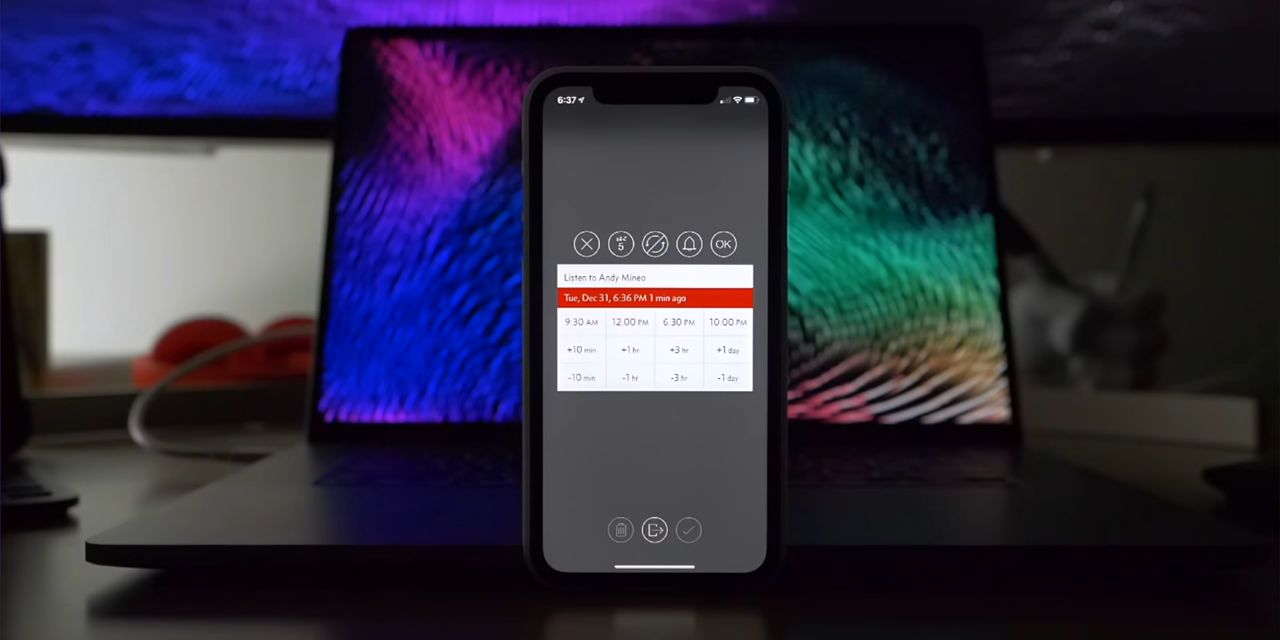 6:37
SEC
5
OK
Listen to Andy Mineo
Tue, Dec 31, 6:36 PM 1 min ago
9:30 AM 12:00 PM 6:30 PM 10:00 PM
+10 min +1 hr +3 hr +1 day
-10 min -1 hr -3 hr -1 day